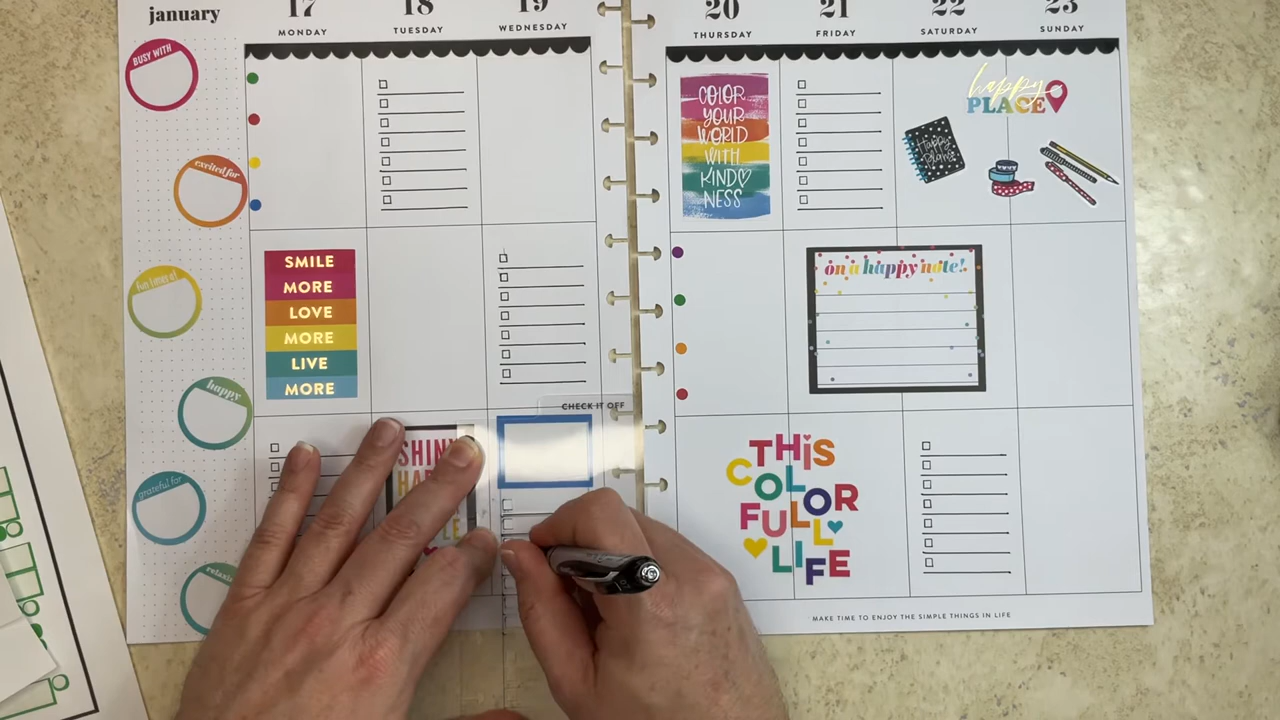 january
17
MONDAY
18
TUESDAY
19
WEDNESDAY
20
THURSDAY
21
FRIDAY
22
SATURDAY
23
SUNDAY
BUSY WITH
excited for
fun times at
happy
grateful for
SMILE
MORE
LOVE
MORE
LIVE
MORE
CHECK IT OFF
SHINY
COLOR
YOUR
WORLD
WITH
KIND
NESS
happy
PLACE
Happy
Plans
on a happy note!
THIS
COLOR
FULL
LIFE
MAKE TIME TO ENJOY THE SIMPLE THINGS IN LIFE